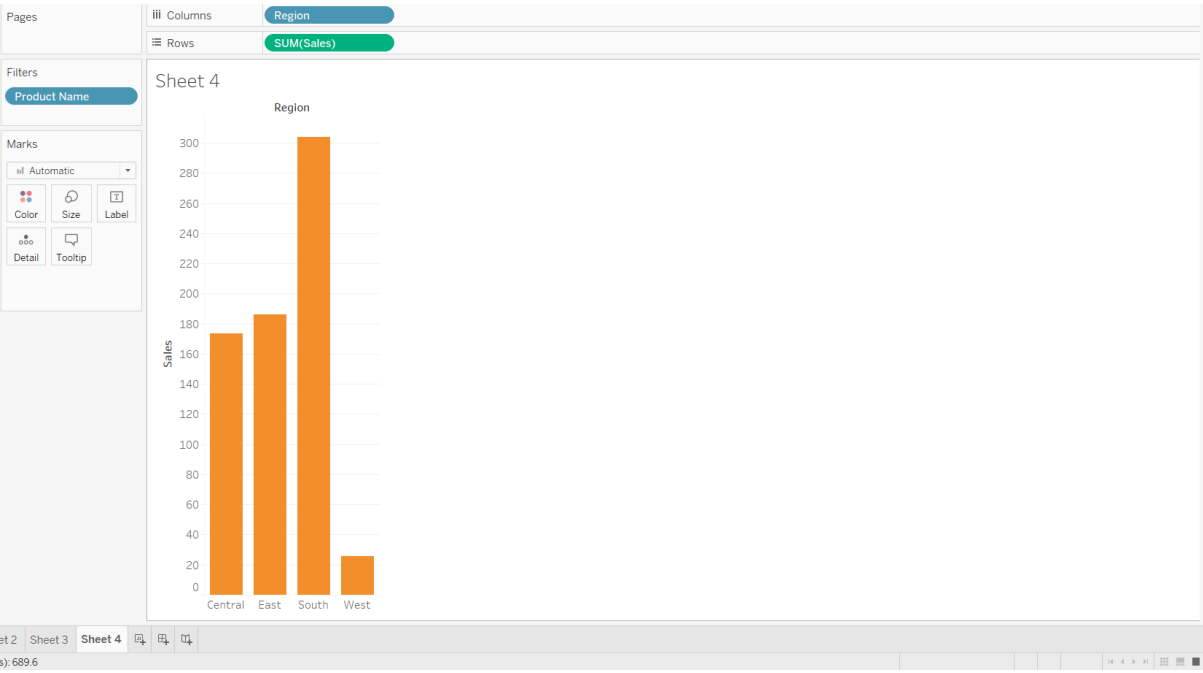 Pages
Columns
Region
Rows
SUM(Sales)
Filters
Product Name
Marks
Automatic
Color
Size
Label
Detail
Tooltip
Sheet 4
Region
300
280
260
240
220
200
180
160
140
120
100
80
60
40
20
0
Sales
Central East South West
et 2 Sheet 3 Sheet 4
s): 689.6